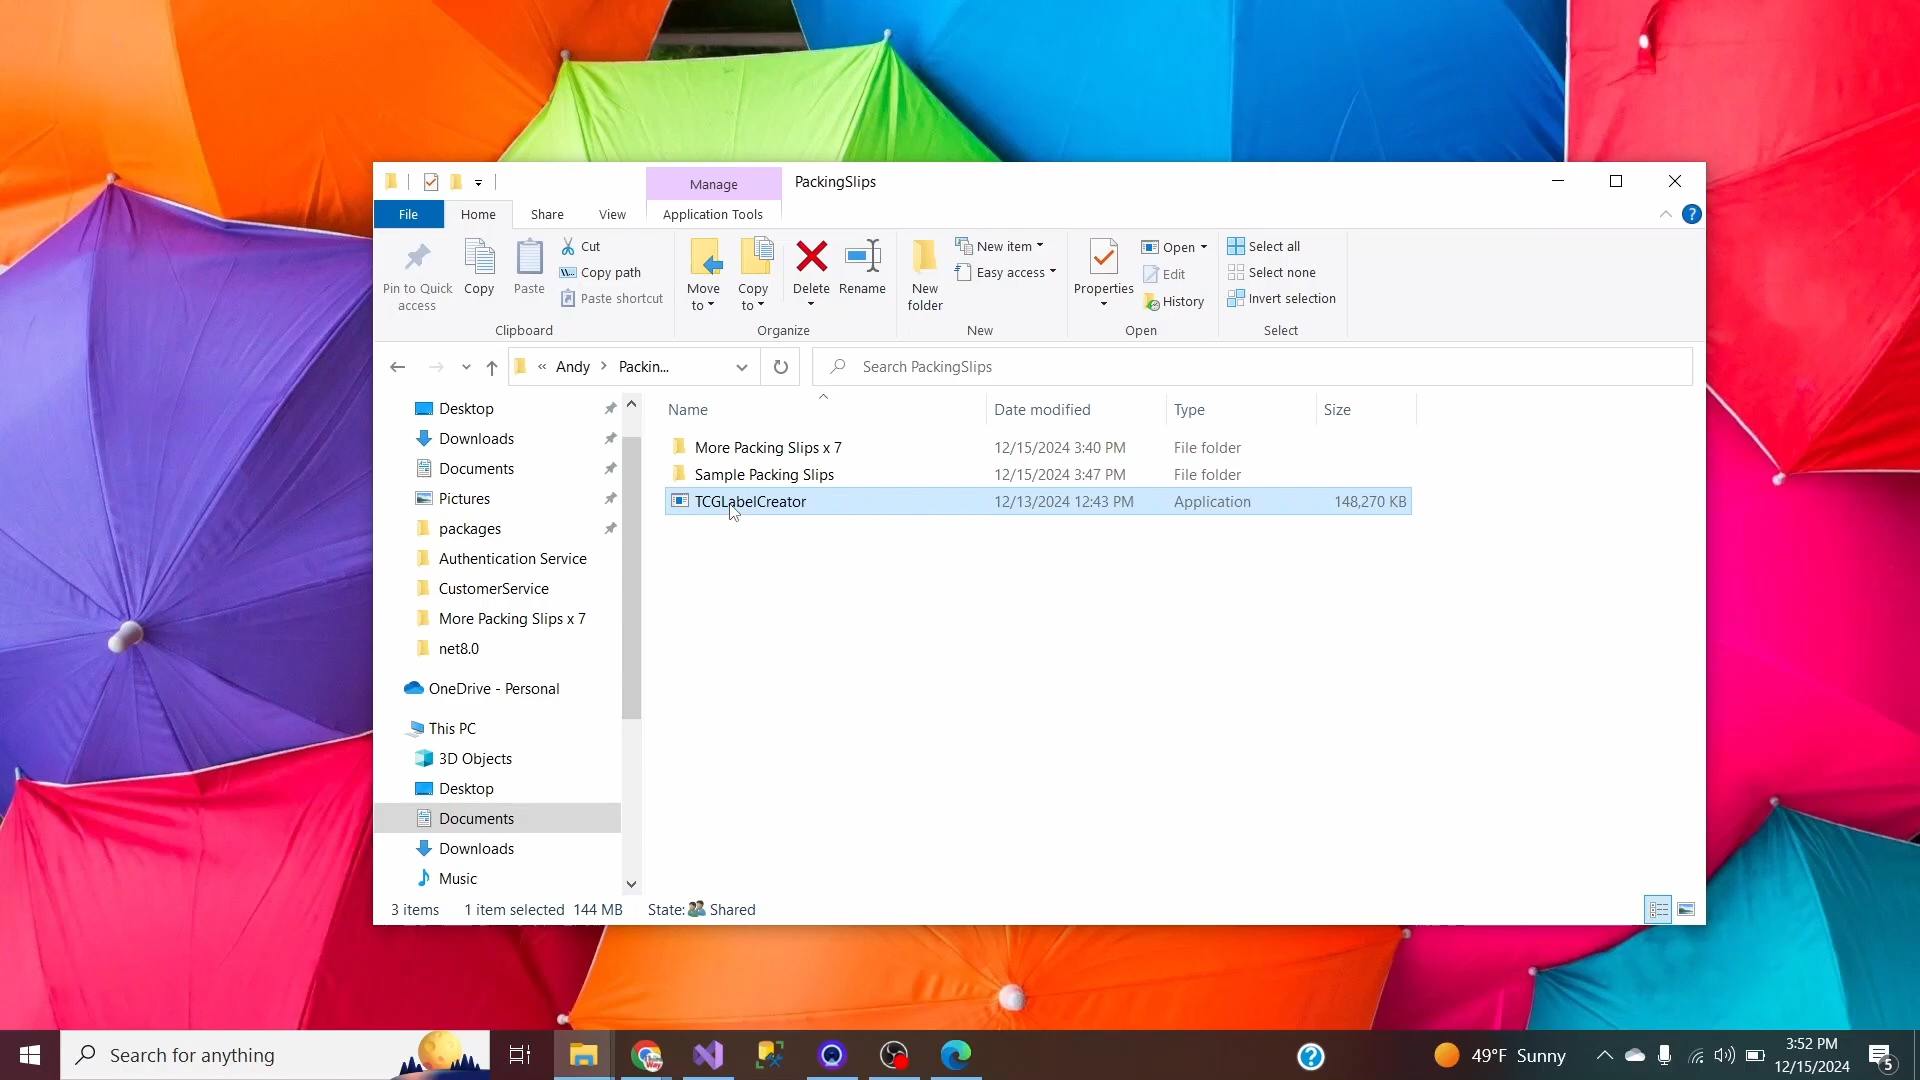 Manage
PackingSlips
File
Home
Share
View
Application Tools
Pin to Quick
access
Copy
Paste
Cut
Copy path
Paste shortcut
Clipboard
Move
to
Copy
to
Delete
Rename
Organize
New
folder
New item
Easy access
New
Properties
Open
Edit
History
Open
Select all
Select none
Invert selection
Select
« Andy > Packin...
Search PackingSlips
Desktop
Downloads
Documents
Pictures
packages
Authentication Service
CustomerService
More Packing Slips x 7
net8.0
OneDrive - Personal
This PC
3D Objects
Desktop
Documents
Downloads
Music
Name Date modified Type Size
More Packing Slips x 7 12/15/2024 3:40 PM File folder
Sample Packing Slips 12/15/2024 3:47 PM File folder
TCGLabelCreator 12/13/2024 12:43 PM Application 148,270 KB
3 items 1 item selected 144 MB State: Shared
Search for anything
49°F Sunny
3:52 PM
12/15/2024
5